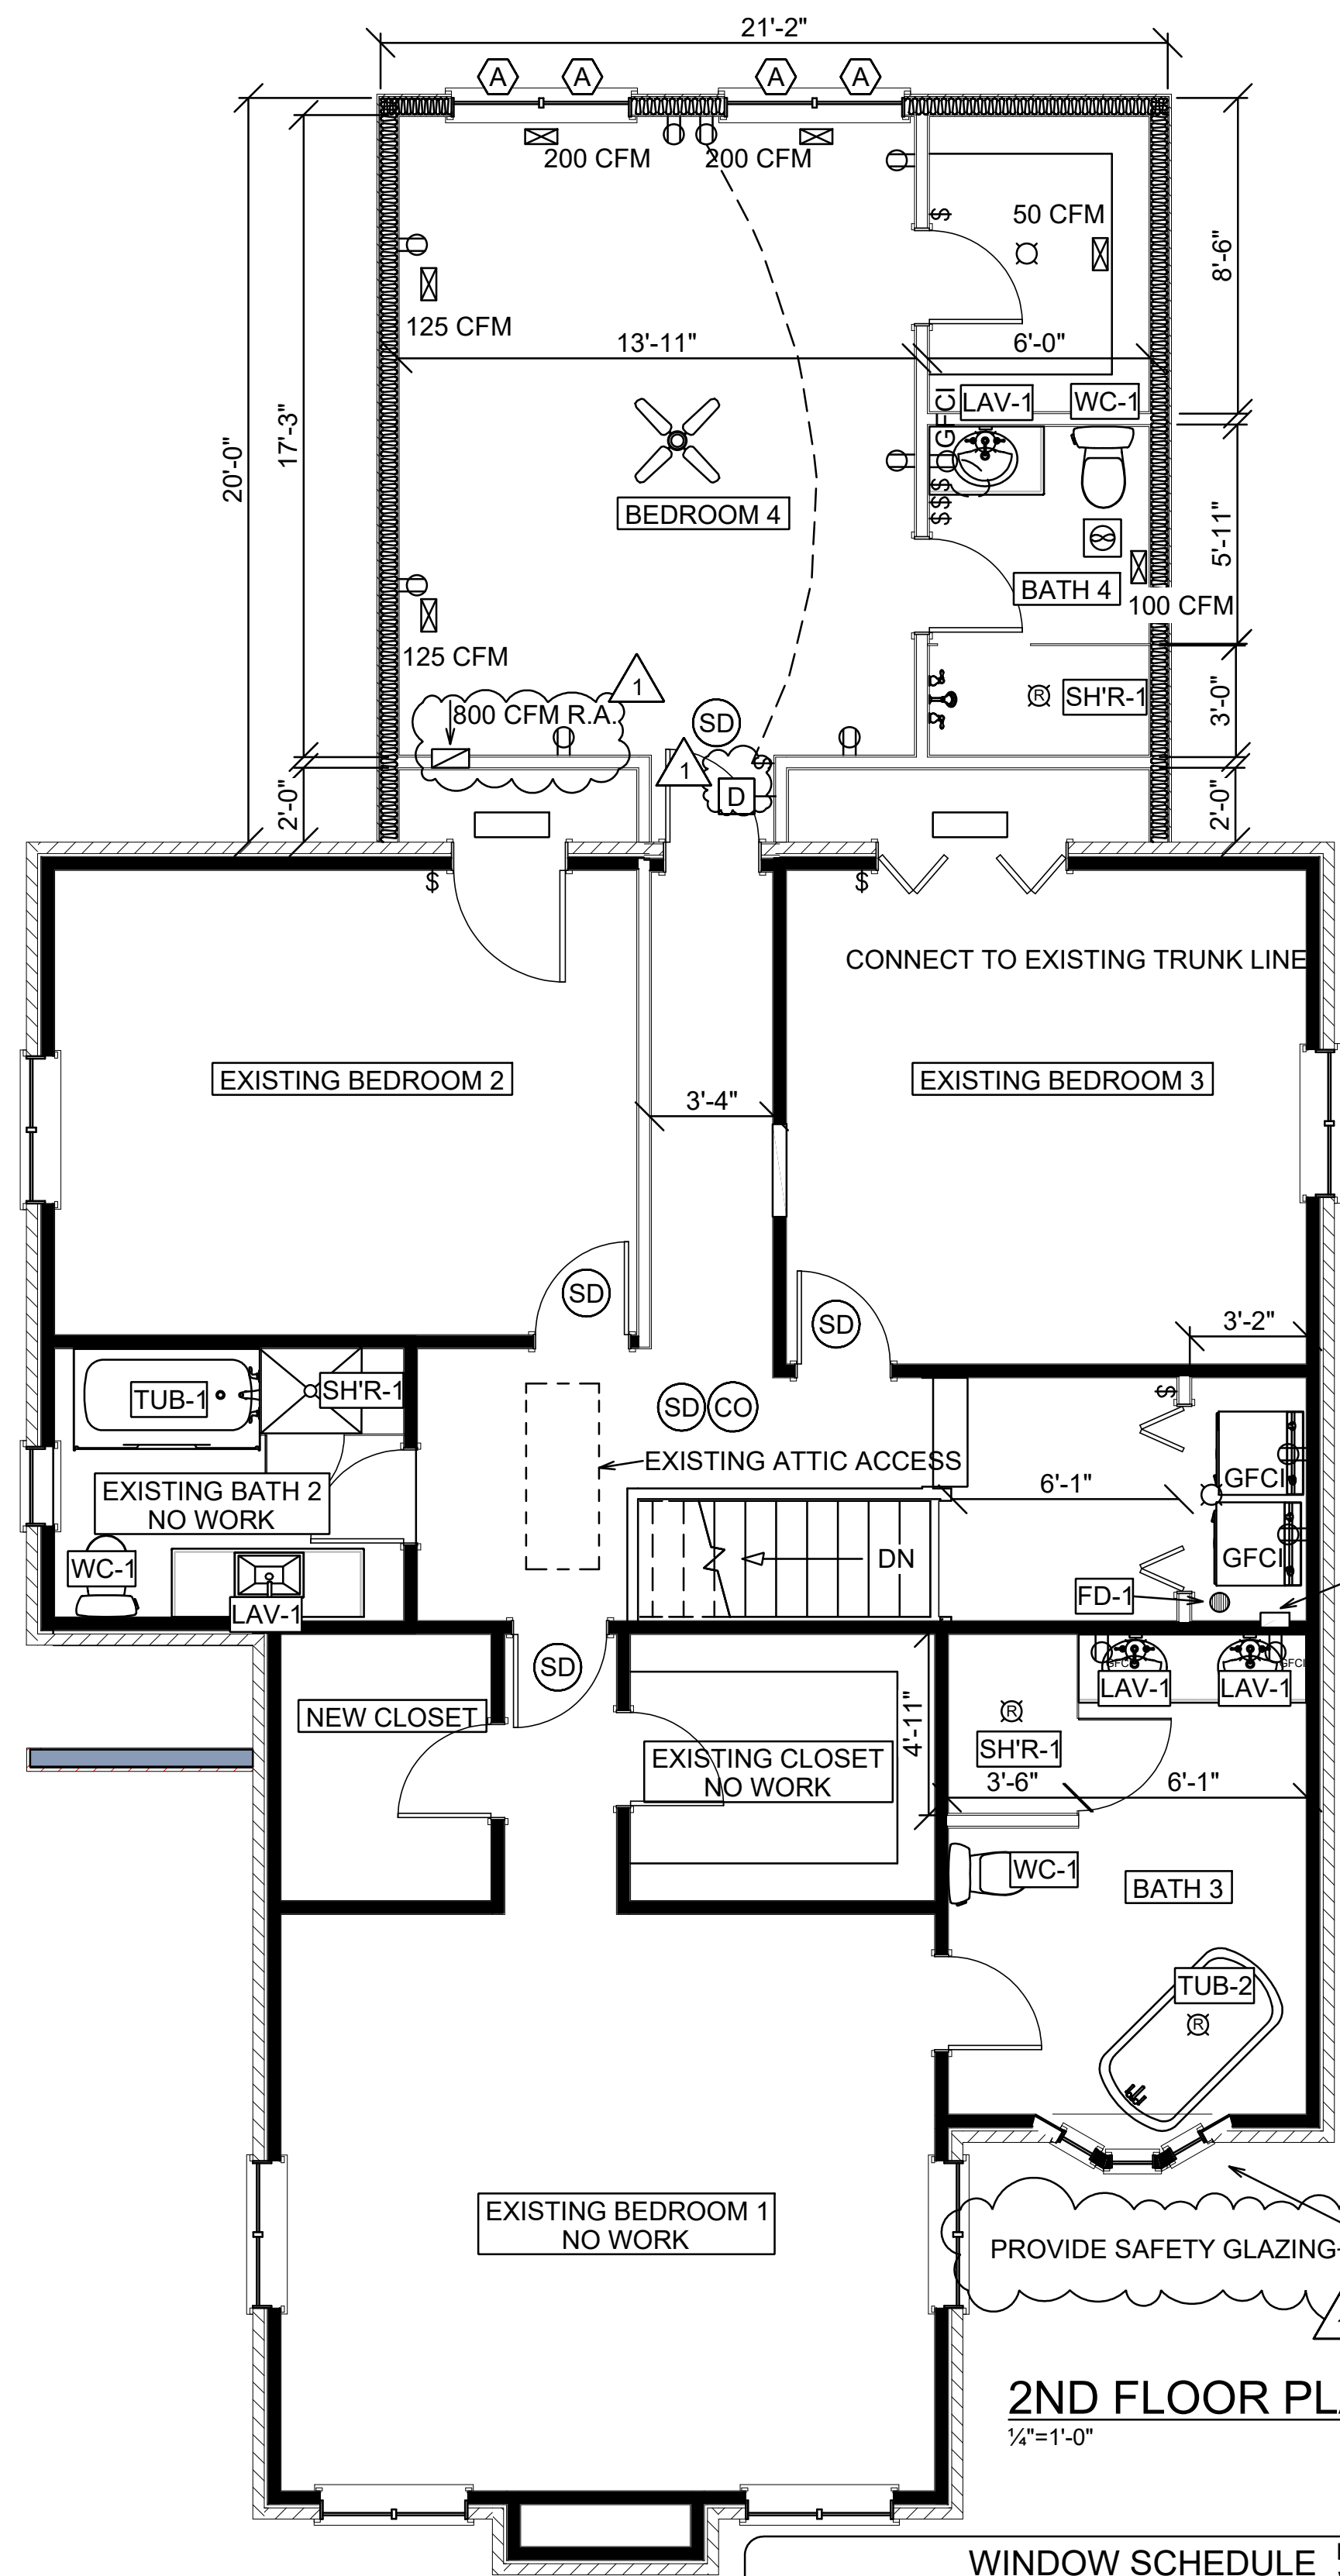 21'-2"
A A A A
200 CFM 200 CFM
$ 50 CFM
8'-6"
125 CFM
13'-11" 6'-0"
20'-0"
17'-3"
GFCI
LAV-1 WC-1
$$$
BEDROOM 4
5'-11"
BATH 4
100 CFM
125 CFM
1
800 CFM R.A.
SD
R SH'R-1
3'-0"
1
$
D
2'-0"
2'-0"
$ $
CONNECT TO EXISTING TRUNK LINE
EXISTING BEDROOM 2
EXISTING BEDROOM 3
3'-4"
SD
SD
3'-2"
TUB-1 SH'R-1
$
SD CO
EXISTING ATTIC ACCESS
GFCI
6'-1"
EXISTING BATH 2
NO WORK
DN
GFCI
WC-1
FD-1
LAV-1
SD
GFCI GFCI
LAV-1 LAV-1
NEW CLOSET
4'-11"
R
SH'R-1
EXISTING CLOSET
NO WORK
3'-6" 6'-1"
WC-1
BATH 3
TUB-2
R
EXISTING BEDROOM 1
NO WORK
PROVIDE SAFETY GLAZING
2ND FLOOR PLA
¼"=1'-0"
WINDOW SCHEDULE